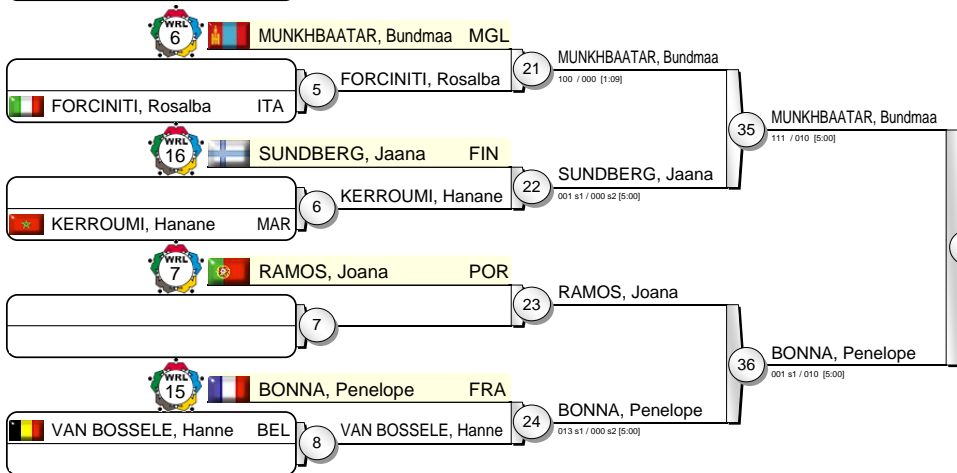 WRL
6
MUNKHBAATAR, Bundmaa MGL
5
FORCINITI, Rosalba
FORCINITI, Rosalba ITA
21
MUNKHBAATAR, Bundmaa
100 / 000 [1:09]
WRL
16
SUNDBERG, Jaana FIN
6
KERROUMI, Hanane
KERROUMI, Hanane MAR
22
SUNDBERG, Jaana
001 s1 / 000 s2 [5:00]
35
MUNKHBAATAR, Bundmaa
111 / 010 [5:00]
WRL
7
RAMOS, Joana POR
7
23
RAMOS, Joana
WRL
15
BONNA, Penelope FRA
VAN BOSSELE, Hanne BEL
8
VAN BOSSELE, Hanne
24
BONNA, Penelope
013 s1 / 000 s2 [5:00]
36
BONNA, Penelope
001 s1 / 010 [5:00]